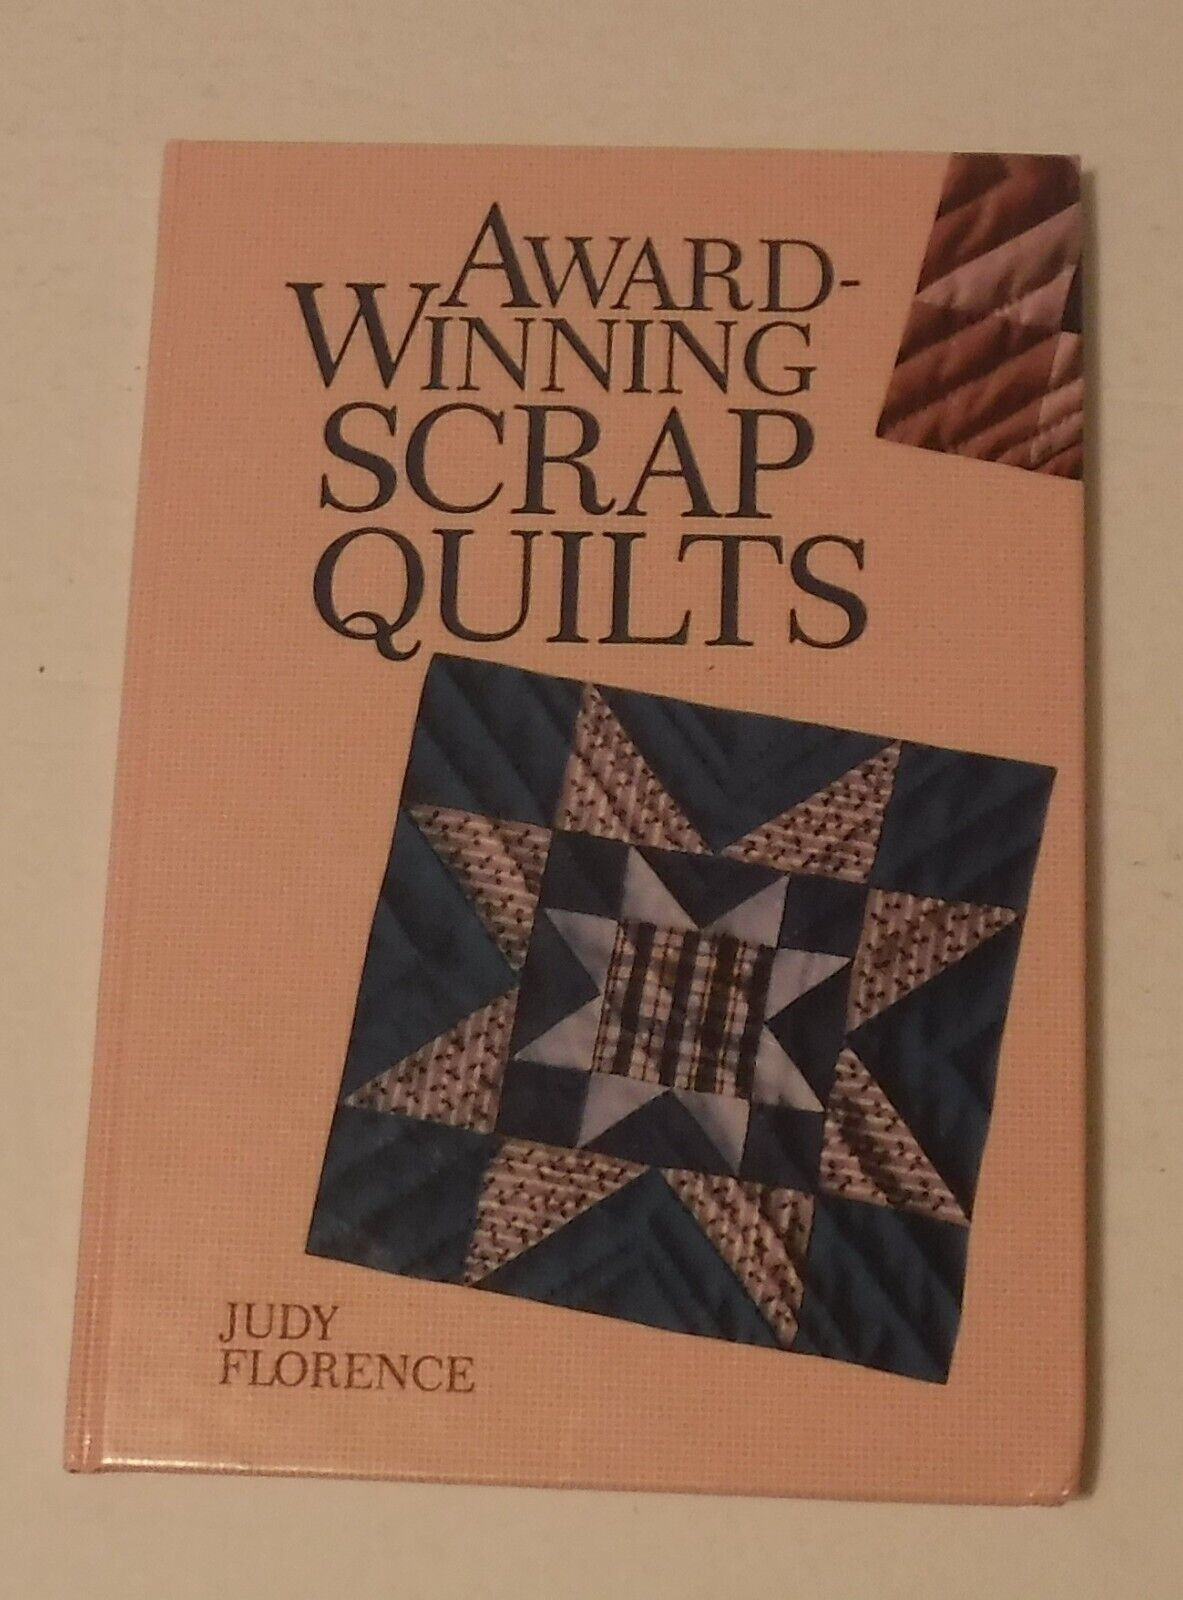 AWARD-
WINNING
SCRAP
QUILTS
JUDY
FLORENCE